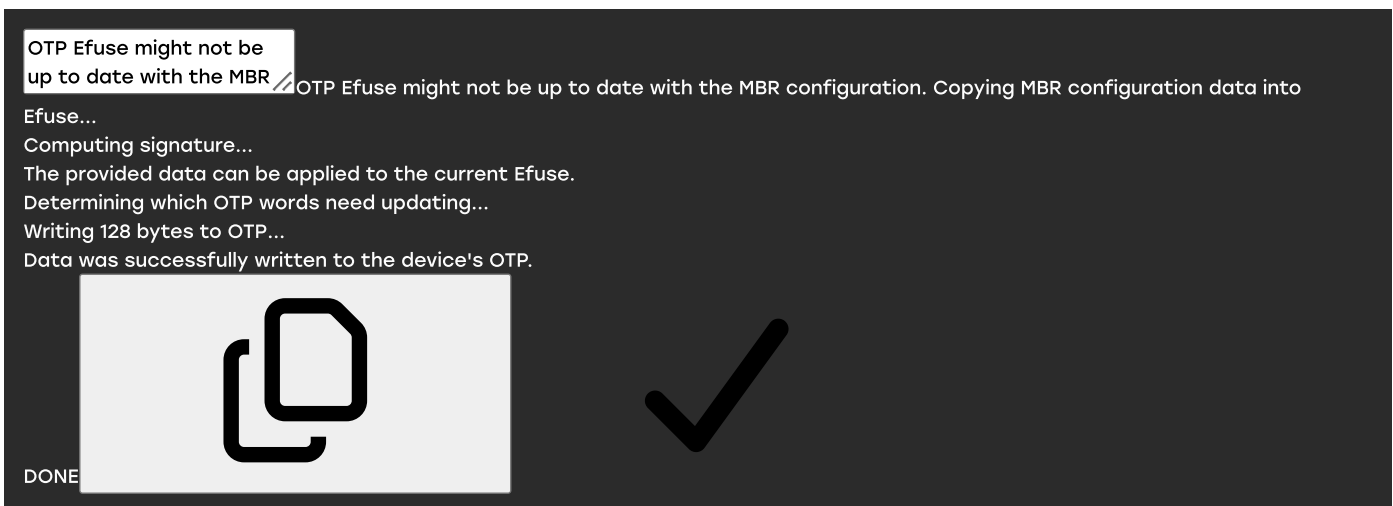 OTP Efuse might not be
up to date with the MBR
OTP Efuse might not be up to date with the MBR configuration. Copying MBR configuration data into
Efuse...
Computing signature...
The provided data can be applied to the current Efuse.
Determining which OTP words need updating...
Writing 128 bytes to OTP...
Data was successfully written to the device's OTP.
DONE